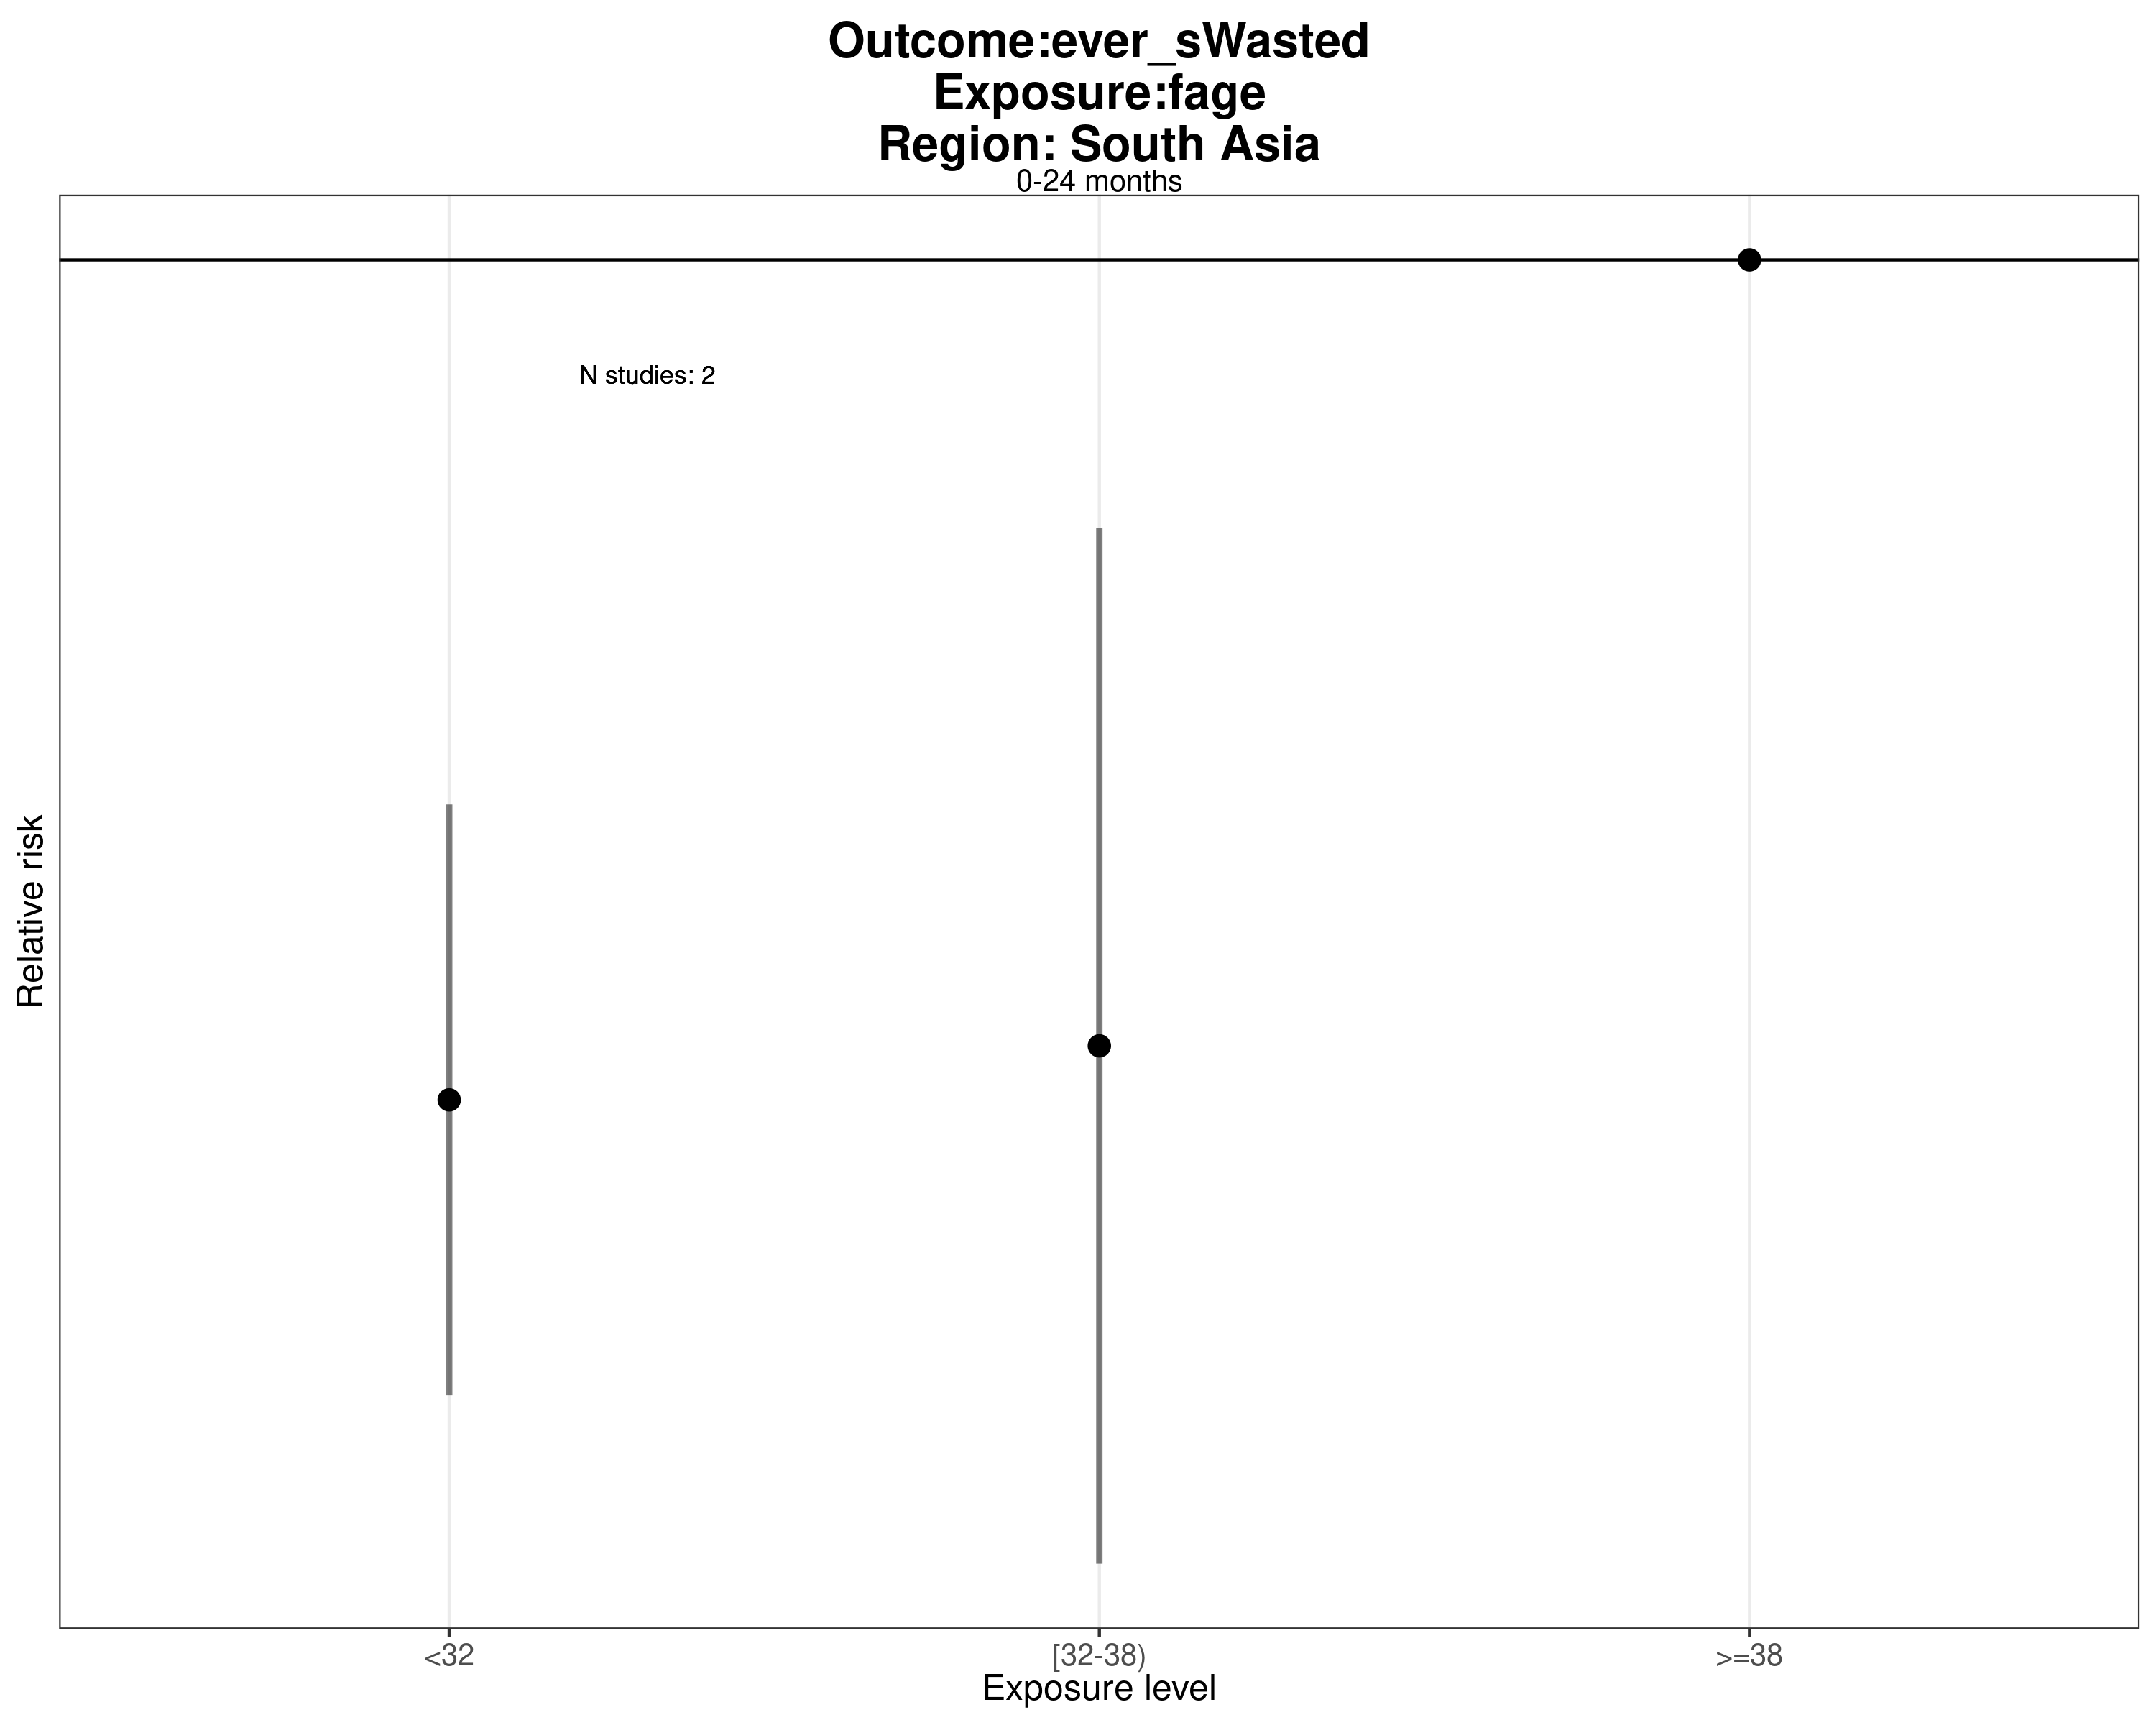 Outcome:ever_sWasted
Exposure:fage
Region: South Asia
0-24 months
N studies: 2
Relative risk
<32
[32-38)
>=38
Exposure level